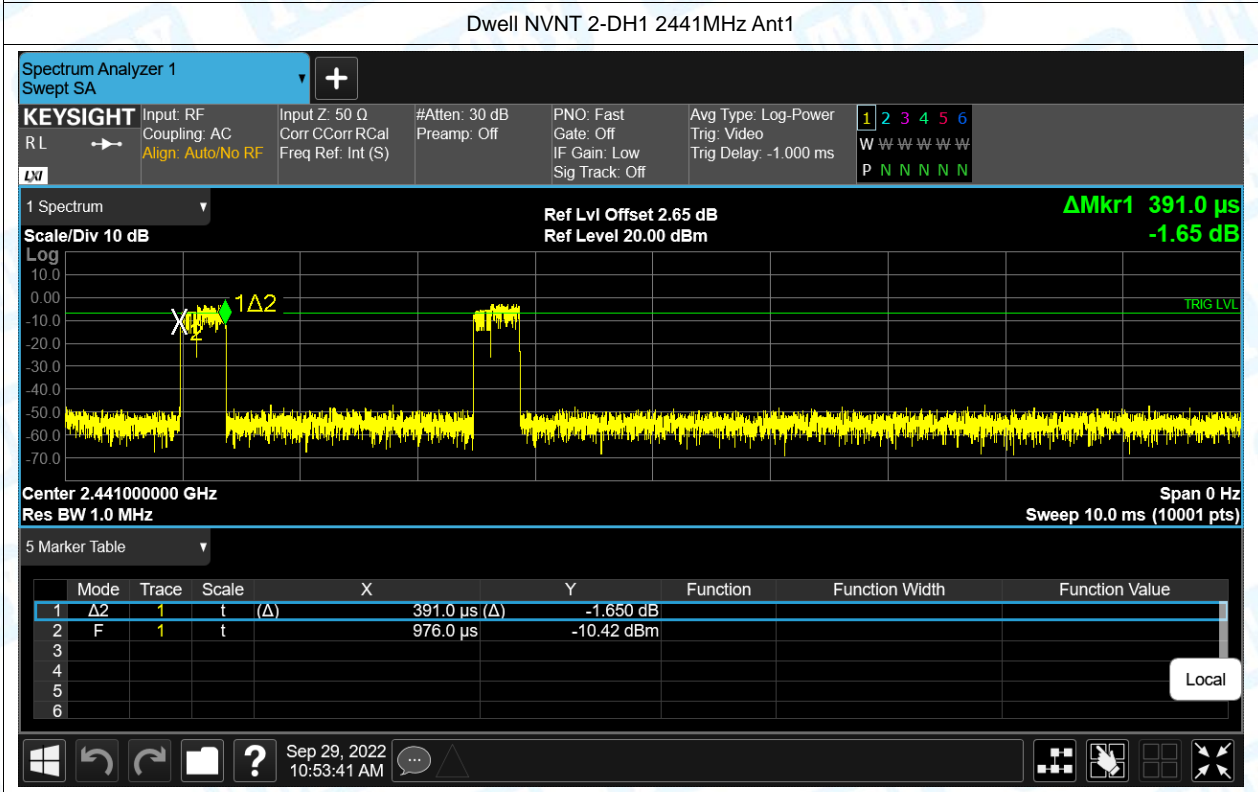 Dwell NVNT 2-DH1 2441MHz Ant1
Spectrum Analyzer 1
Swept SA
KEYSIGHT Input: RF Input Z: 50 Ω #Atten: 30 dB PNO: Fast Avg Type: Log-Power 1 2 3 4 5 6
R L Coupling: AC Corr CCorr RCal Preamp: Off Gate: Off Trig: Video W W W W W W
Align: Auto/No RF Freq Ref: Int (S) IF Gain: Low Trig Delay: -1.000 ms
LXI Sig Track: Off P N N N N N
1 Spectrum Ref Lvl Offset 2.65 dB ΔMkr1 391.0 µs
Scale/Div 10 dB Ref Level 20.00 dBm -1.65 dB
Log
10.0
0.00 1Δ2 TRIG LVL
-10.0 X 2
-20.0
-30.0
-40.0
-50.0
-60.0
-70.0
Center 2.441000000 GHz Span 0 Hz
Res BW 1.0 MHz Sweep 10.0 ms (10001 pts)
5 Marker Table
Mode Trace Scale X Y Function Function Width Function Value
1 Δ2 1 t (Δ) 391.0 µs (Δ) -1.650 dB
2 F 1 t 976.0 µs -10.42 dBm
3
4
5
6
Local
? Sep 29, 2022
10:53:41 AM